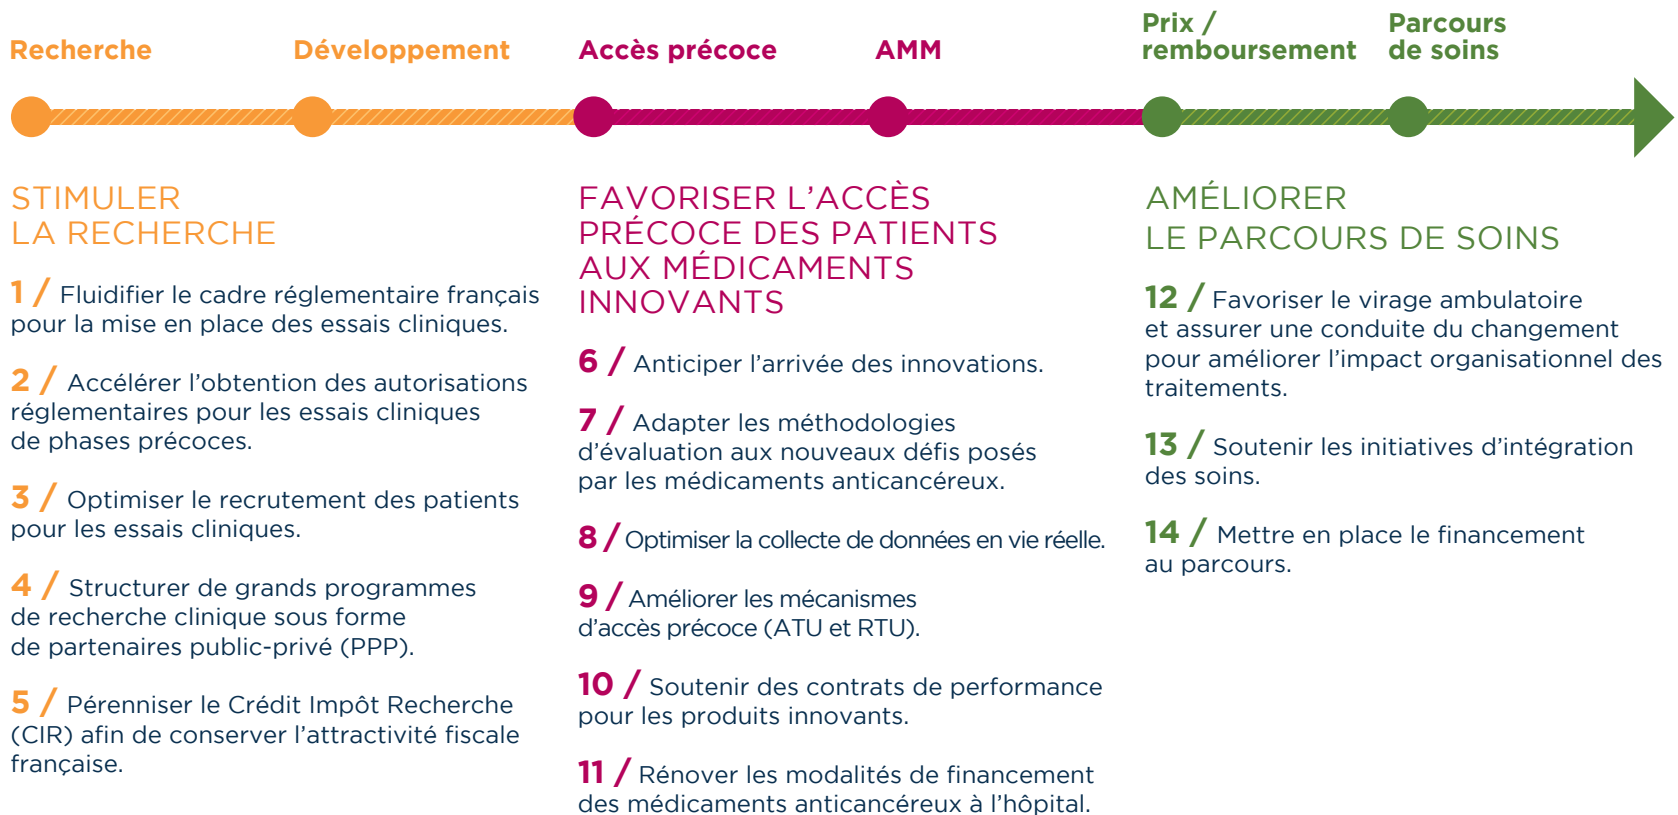 Recherche
Développement
Accès précoce
AMM
Prix /
remboursement
Parcours
de soins
STIMULER
LA RECHERCHE
1 / Fluidifier le cadre réglementaire français
pour la mise en place des essais cliniques.
2 / Accélérer l’obtention des autorisations
réglementaires pour les essais cliniques
de phases précoces.
3 / Optimiser le recrutement des patients
pour les essais cliniques.
4 / Structurer de grands programmes
de recherche clinique sous forme
de partenaires public-privé (PPP).
5 / Pérenniser le Crédit Impôt Recherche
(CIR) afin de conserver l’attractivité fiscale
française.
FAVORISER L’ACCÈS
PRÉCOCE DES PATIENTS
AUX MÉDICAMENTS
INNOVANTS
6 / Anticiper l’arrivée des innovations.
7 / Adapter les méthodologies
d’évaluation aux nouveaux défis posés
par les médicaments anticancéreux.
8 / Optimiser la collecte de données en vie réelle.
9 / Améliorer les mécanismes
d’accès précoce (ATU et RTU).
10 / Soutenir des contrats de performance
pour les produits innovants.
11 / Rénover les modalités de financement
des médicaments anticancéreux à l’hôpital.
AMÉLIORER
LE PARCOURS DE SOINS
12 / Favoriser le virage ambulatoire
et assurer une conduite du changement
pour améliorer l’impact organisationnel des
traitements.
13 / Soutenir les initiatives d’intégration
des soins.
14 / Mettre en place le financement
au parcours.